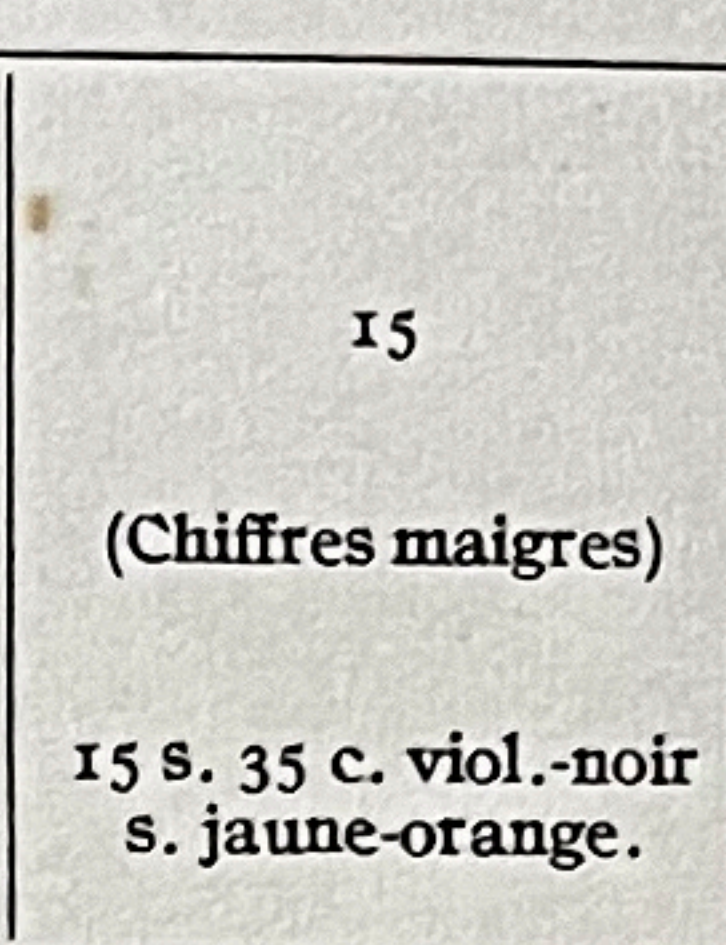 15
(Chiffres maigres)
15 s. 35 c. viol.-noir
s. jaune-orange.